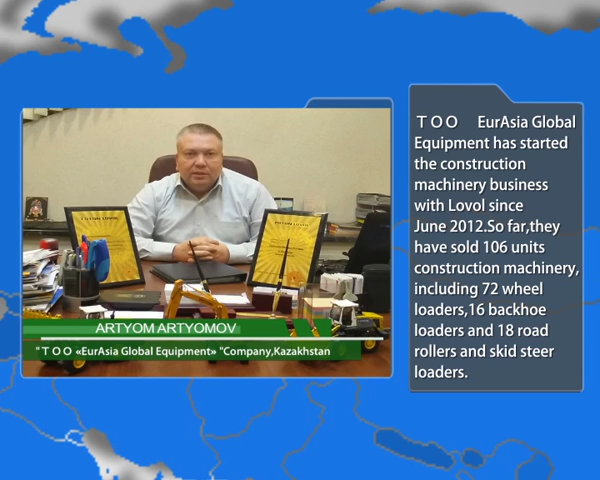 T O O EurAsia Global
Equipment has started
the construction
machinery business
with Lovol since
June 2012.So far,they
have sold 106 units
construction machinery,
including 72 wheel
loaders,16 backhoe
loaders and 18 road
rollers and skid steer
loaders.
ARTYOM ARTYOMOV
"T O O «EurAsia Global Equipment» "Company,Kazakhstan